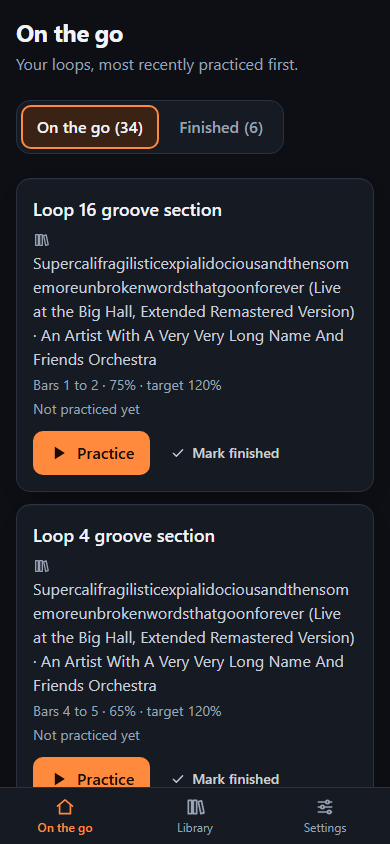 On the go
Your loops, most recently practiced first.
On the go (34)
Finished (6)
Loop 16 groove section
Supercalifragilisticexpialidociousandthensom
emoreunbrokenwordsthatgoonforever (Live
at the Big Hall, Extended Remastered Version)
· An Artist With A Very Very Long Name And
Friends Orchestra
Bars 1 to 2 · 75% · target 120%
Not practiced yet
Practice
Mark finished
Loop 4 groove section
Supercalifragilisticexpialidociousandthensom
emoreunbrokenwordsthatgoonforever (Live
at the Big Hall, Extended Remastered Version)
· An Artist With A Very Very Long Name And
Friends Orchestra
Bars 4 to 5 · 65% · target 120%
Not practiced yet
Practice
Mark finished
On the go
Library
Settings